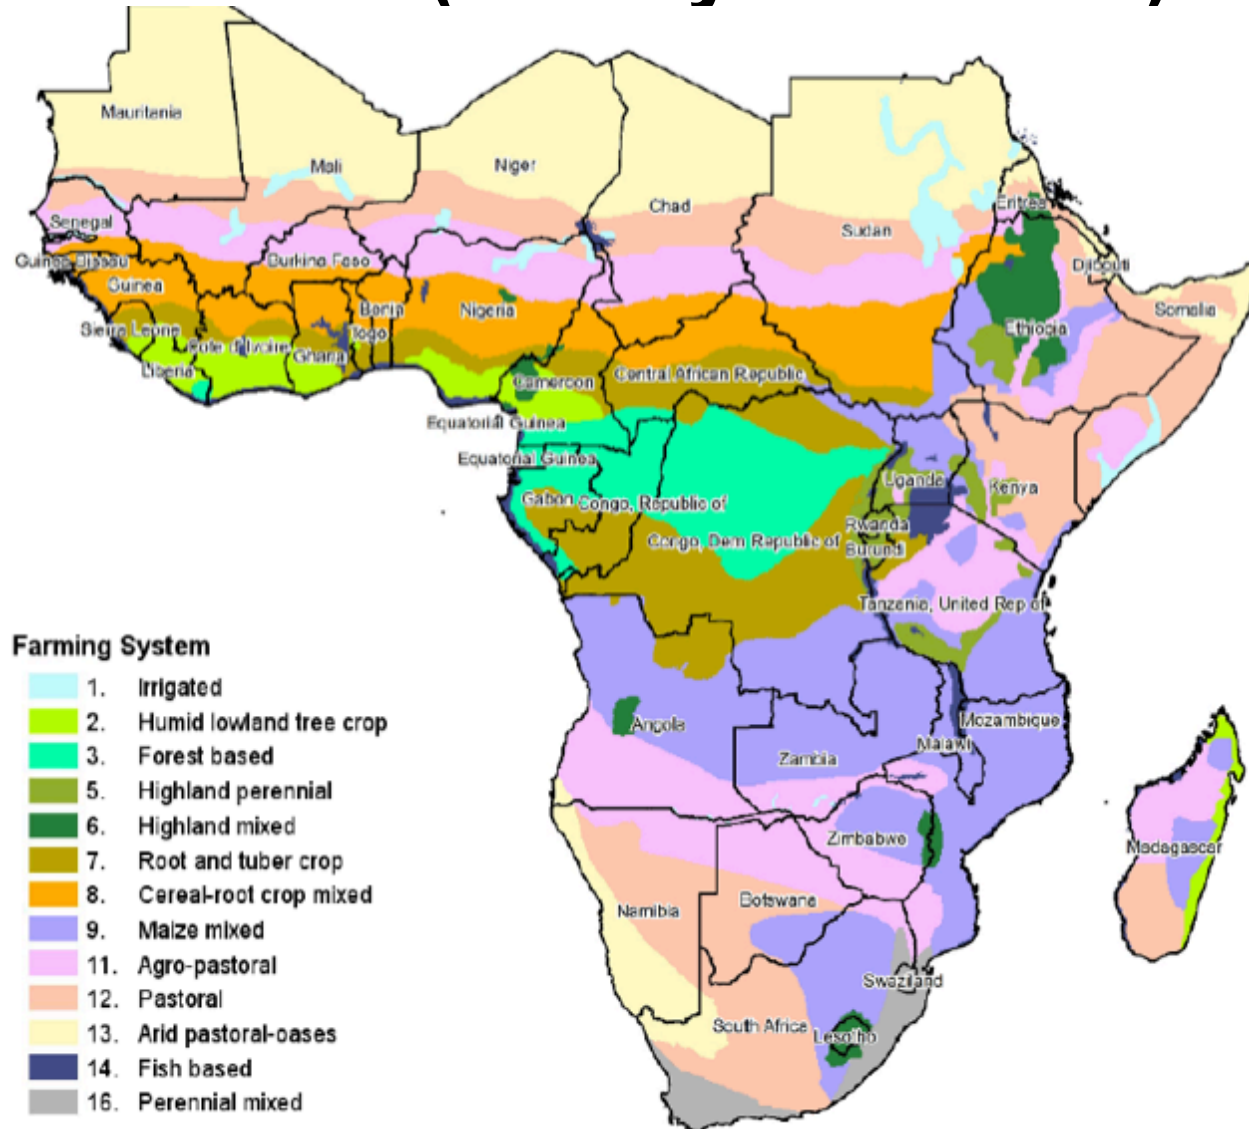 Mauritania
Mali
Niger
Chad
Sudan
Eritrea
Senegal
Guinea Bissau
Burkina Faso
Djibouti
Guinea
Benin
Nigeria
Somalia
Sierra Leone
Togo
Ethiopia
Cote d'Ivoire
Ghana
Liberia
Cameroon
Central African Republic
Equatorial Guinea
Equatorial Guinea
Uganda
Kenya
Gabon
Congo, Republic of
Rwanda
Congo, Dem Republic of
Burundi
Tanzania, United Rep of
Farming System
1. Irrigated
2. Humid lowland tree crop
3. Forest based
5. Highland perennial
6. Highland mixed
7. Root and tuber crop
8. Cereal-root crop mixed
9. Maize mixed
11. Agro-pastoral
12. Pastoral
13. Arid pastoral-oases
14. Fish based
16. Perennial mixed
Angola
Mozambique
Malawi
Zambia
Zimbabwe
Madagascar
Botswana
Namibia
Swaziland
South Africa
Lesotho